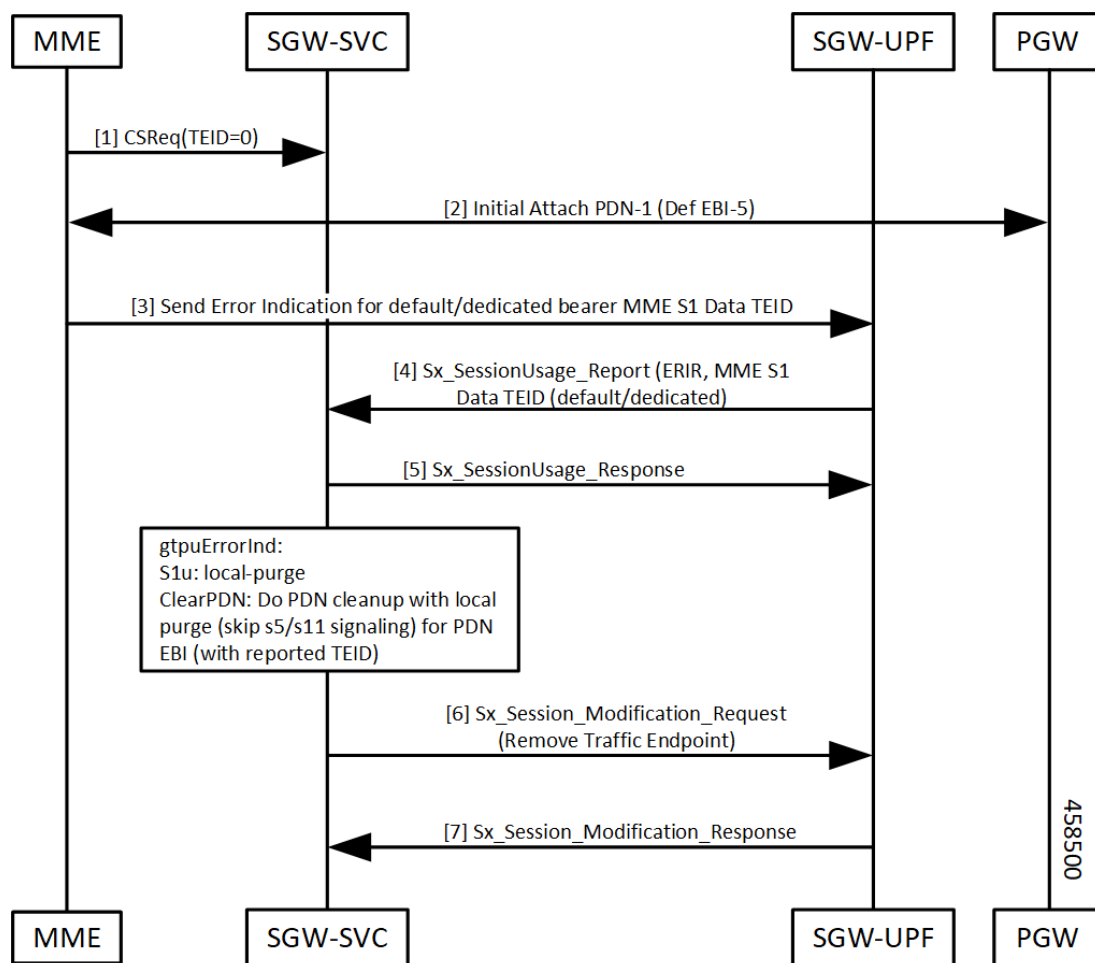 MME
SGW-SVC
SGW-UPF
PGW
[1] CSReq(TEID=0)
[2] Initial Attach PDN-1 (Def EBI-5)
[3] Send Error Indication for default/dedicated bearer MME S1 Data TEID
[4] Sx_SessionUsage_Report (ERIR, MME S1
Data TEID (default/dedicated)
[5] Sx_SessionUsage_Response
gtpuErrorInd:
S1u: local-purge
ClearPDN: Do PDN cleanup with local
purge (skip s5/s11 signaling) for PDN
EBI (with reported TEID)
[6] Sx_Session_Modification_Request
(Remove Traffic Endpoint)
[7] Sx_Session_Modification_Response
458500
MME
SGW-SVC
SGW-UPF
PGW